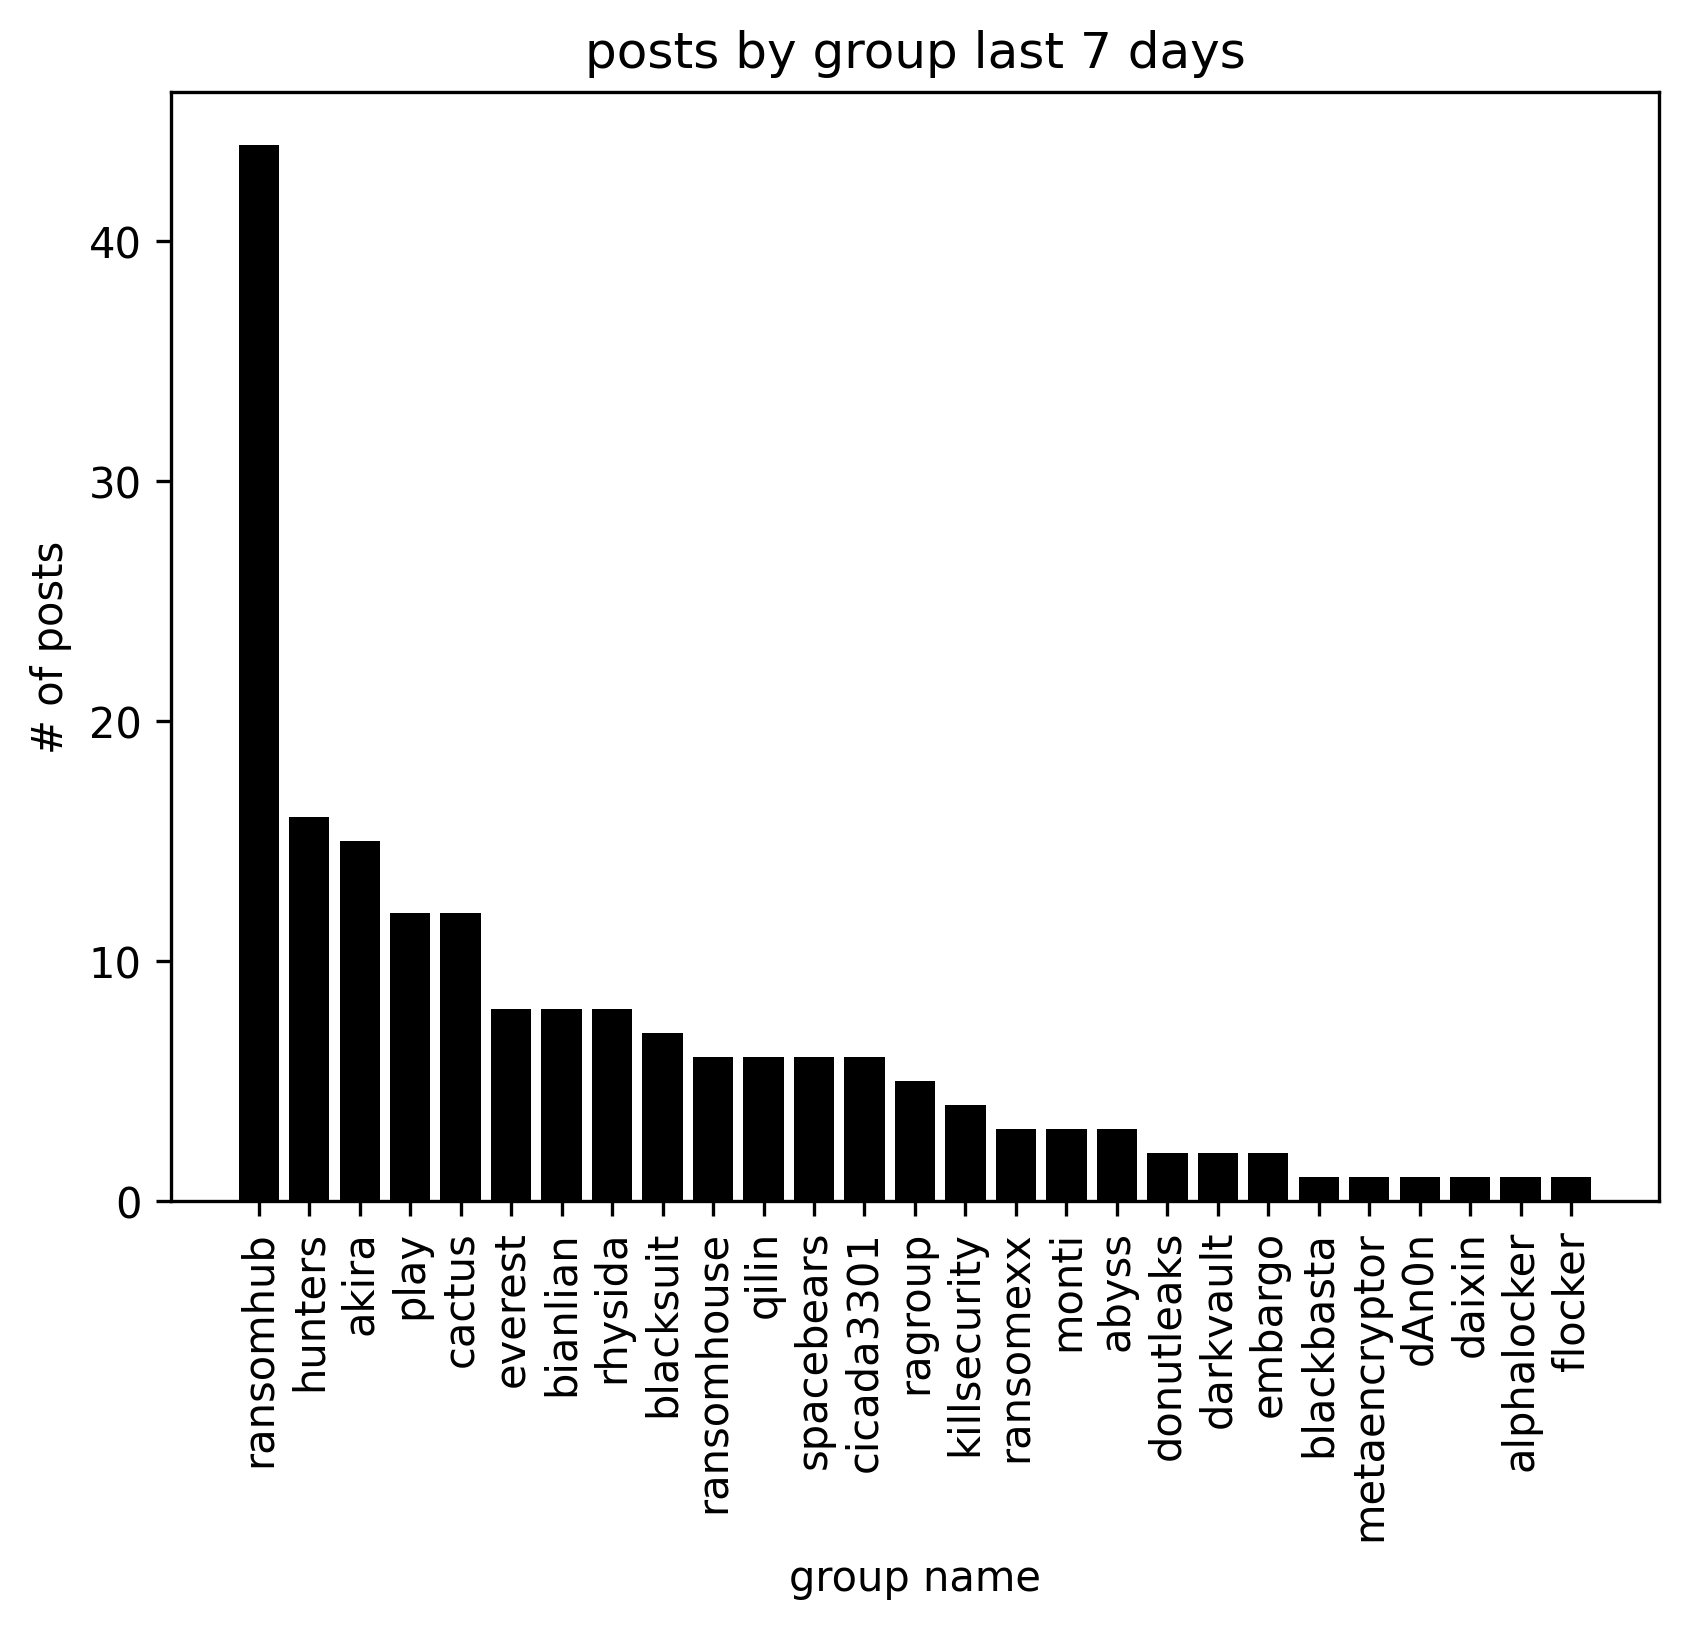 posts by group last 7 days
# of posts
40
30
20
10
0
ransomhub
hunters
akira
play
cactus
everest
bianlian
rhysida
blacksuit
ransomhouse
qilin
spacebears
cicada3301
ragroup
killsecurity
ransomexx
monti
abyss
donutleaks
darkvault
embargo
blackbasta
metaencryptor
dAn0n
daixin
alphalocker
flocker
group name